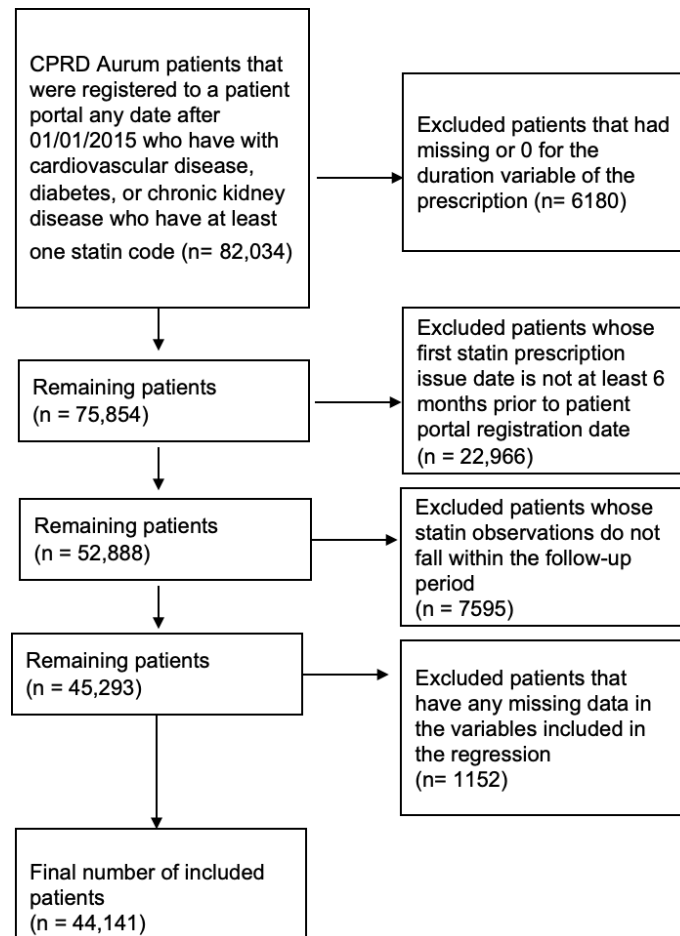 CPRD Aurum patients that
were registered to a patient
portal any date after
01/01/2015 who have with
cardiovascular disease,
diabetes, or chronic kidney
disease who have at least
one statin code (n= 82,034)
Excluded patients that had
missing or 0 for the
duration variable of the
prescription (n= 6180)
Remaining patients
(n = 75,854)
Excluded patients whose
first statin prescription
issue date is not at least 6
months prior to patient
portal registration date
(n = 22,966)
Remaining patients
(n = 52,888)
Excluded patients whose
statin observations do not
fall within the follow-up
period
(n = 7595)
Remaining patients
(n = 45,293)
Excluded patients that
have any missing data in
the variables included in
the regression
(n= 1152)
Final number of included
patients
(n = 44,141)